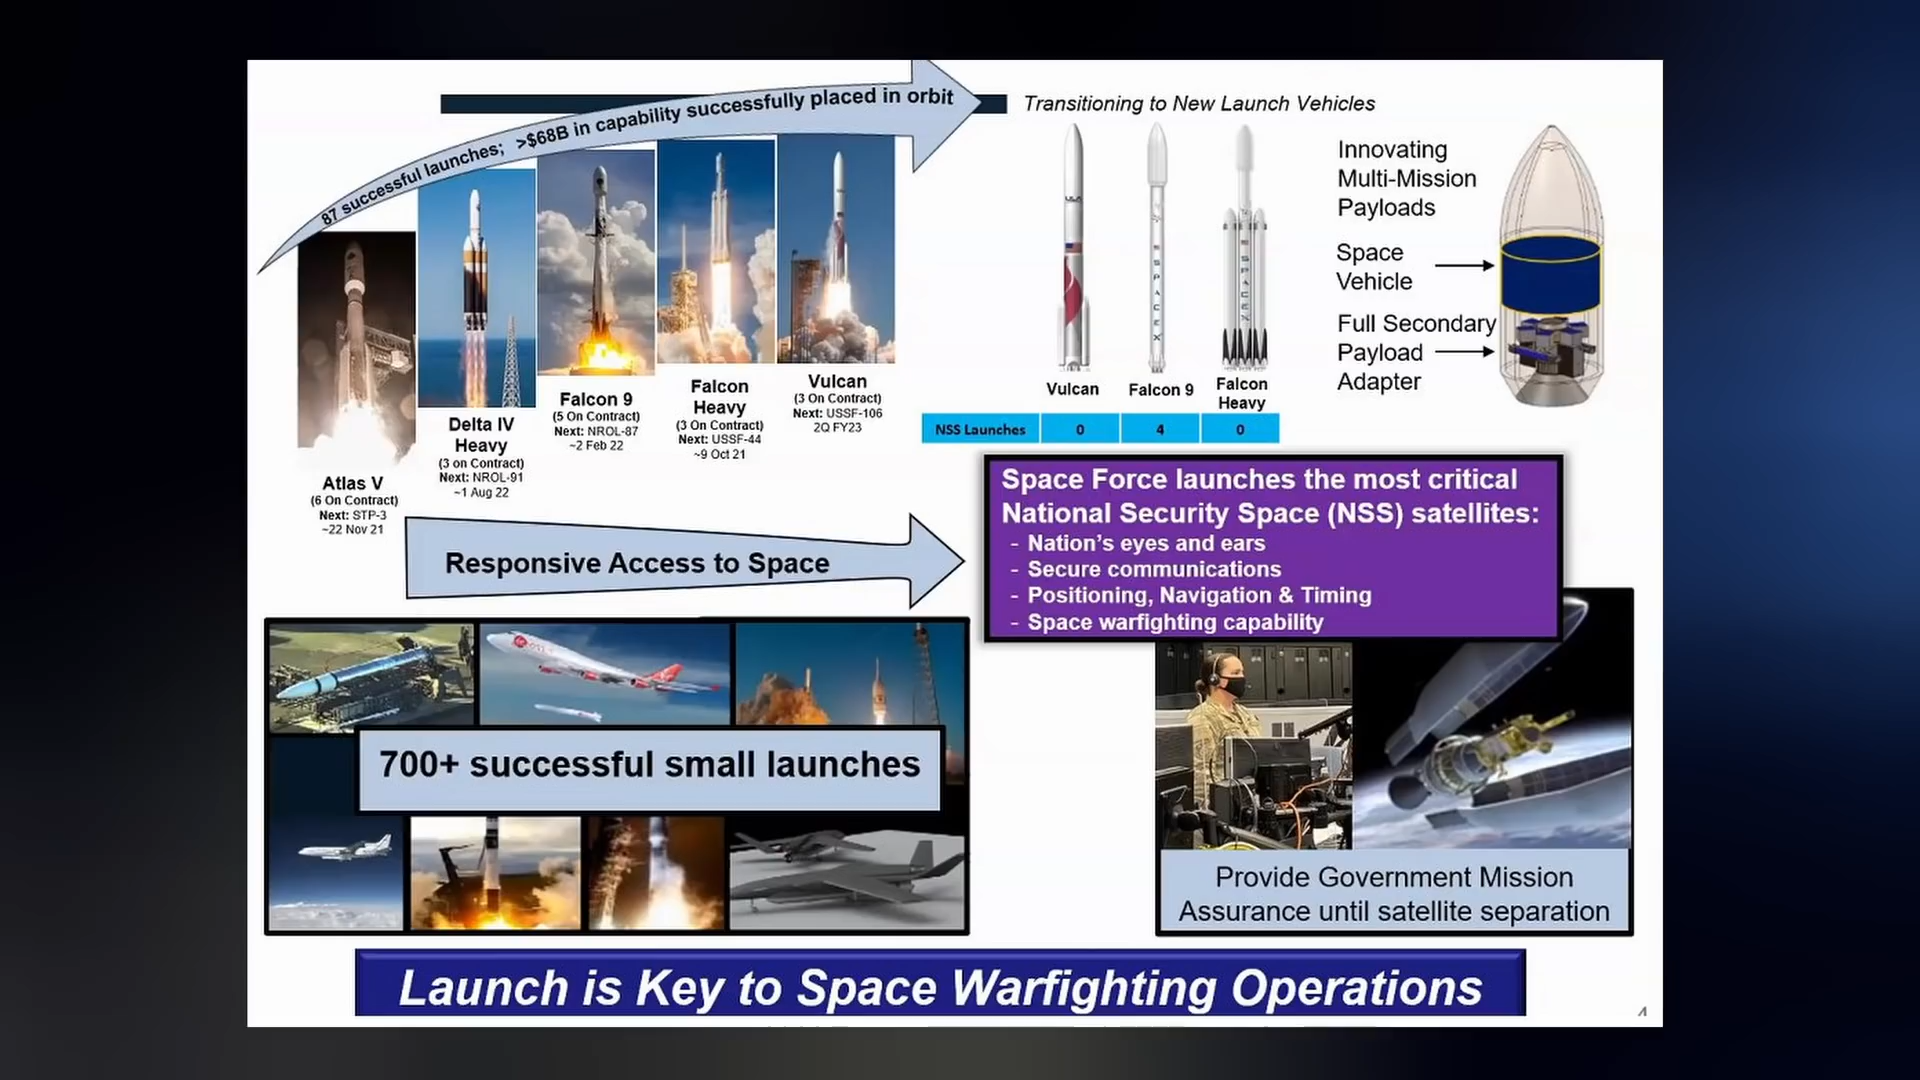 87 successful launches; >$68B in capability successfully placed in orbit
Transitioning to New Launch Vehicles
Atlas V
(6 On Contract)
Next: STP-3
~22 Nov 21
Delta IV
Heavy
(3 on Contract)
Next: NROL-91
~1 Aug 22
Falcon 9
(5 On Contract)
Next: NROL-87
~2 Feb 22
Falcon
Heavy
(3 On Contract)
Next: USSF-44
~9 Oct 21
Vulcan
(3 On Contract)
Next: USSF-106
2Q FY23
ULA
SPACEX
SPACEX
Vulcan
Falcon 9
Falcon
Heavy
NSS Launches 0 4 0
Innovating
Multi-Mission
Payloads
Space
Vehicle
Full Secondary
Payload
Adapter
Space Force launches the most critical
National Security Space (NSS) satellites:
- Nation's eyes and ears
- Secure communications
- Positioning, Navigation & Timing
- Space warfighting capability
Responsive Access to Space
700+ successful small launches
Provide Government Mission
Assurance until satellite separation
Launch is Key to Space Warfighting Operations
4